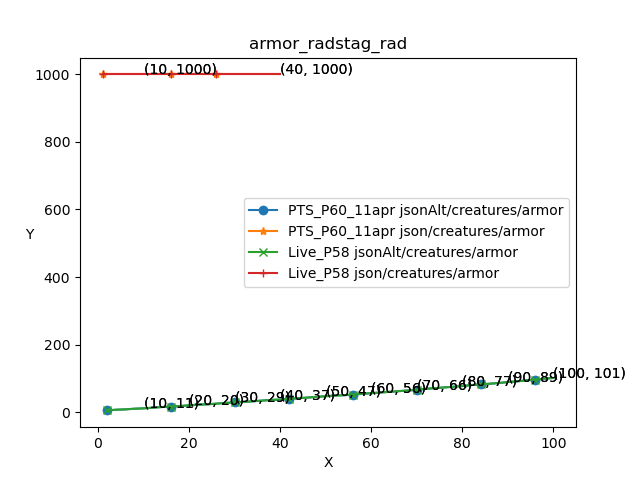 armor_radstag_rad
1000
(10, 1000)
(40, 1000)
800
600
PTS_P60_11apr jsonAlt/creatures/armor
Y
PTS_P60_11apr json/creatures/armor
Live_P58 jsonAlt/creatures/armor
400
Live_P58 json/creatures/armor
200
(10, 11)
(20, 20)
(30, 29)
(40, 37)
(50, 47)
(60, 56)
(70, 66)
(80, 77)
(90, 89)
(100, 101)
0
0 20 40 60 80 100
X